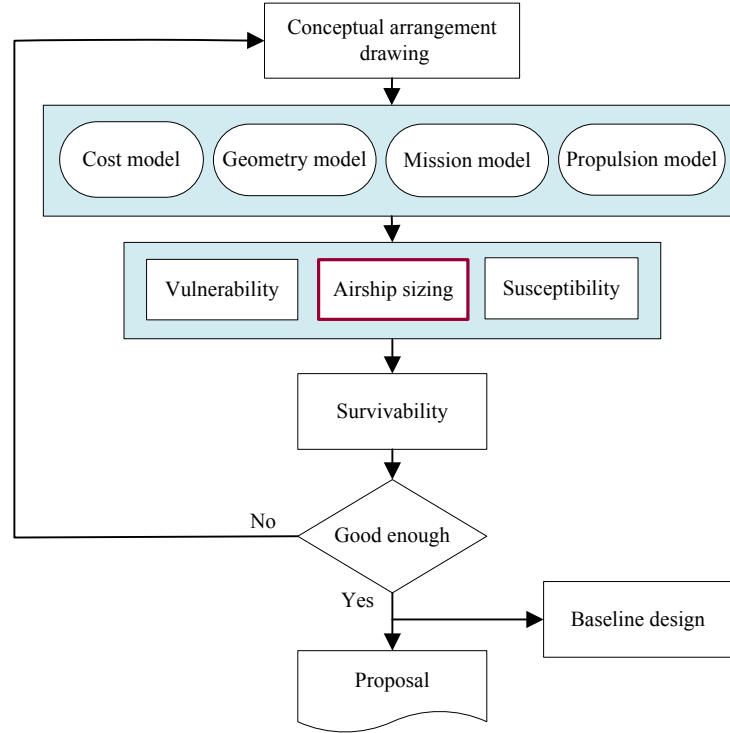 Conceptual arrangement
drawing
Cost model
Geometry model
Mission model
Propulsion model
Vulnerability
Airship sizing
Susceptibility
Survivability
No
Good enough
Yes
Baseline design
Proposal